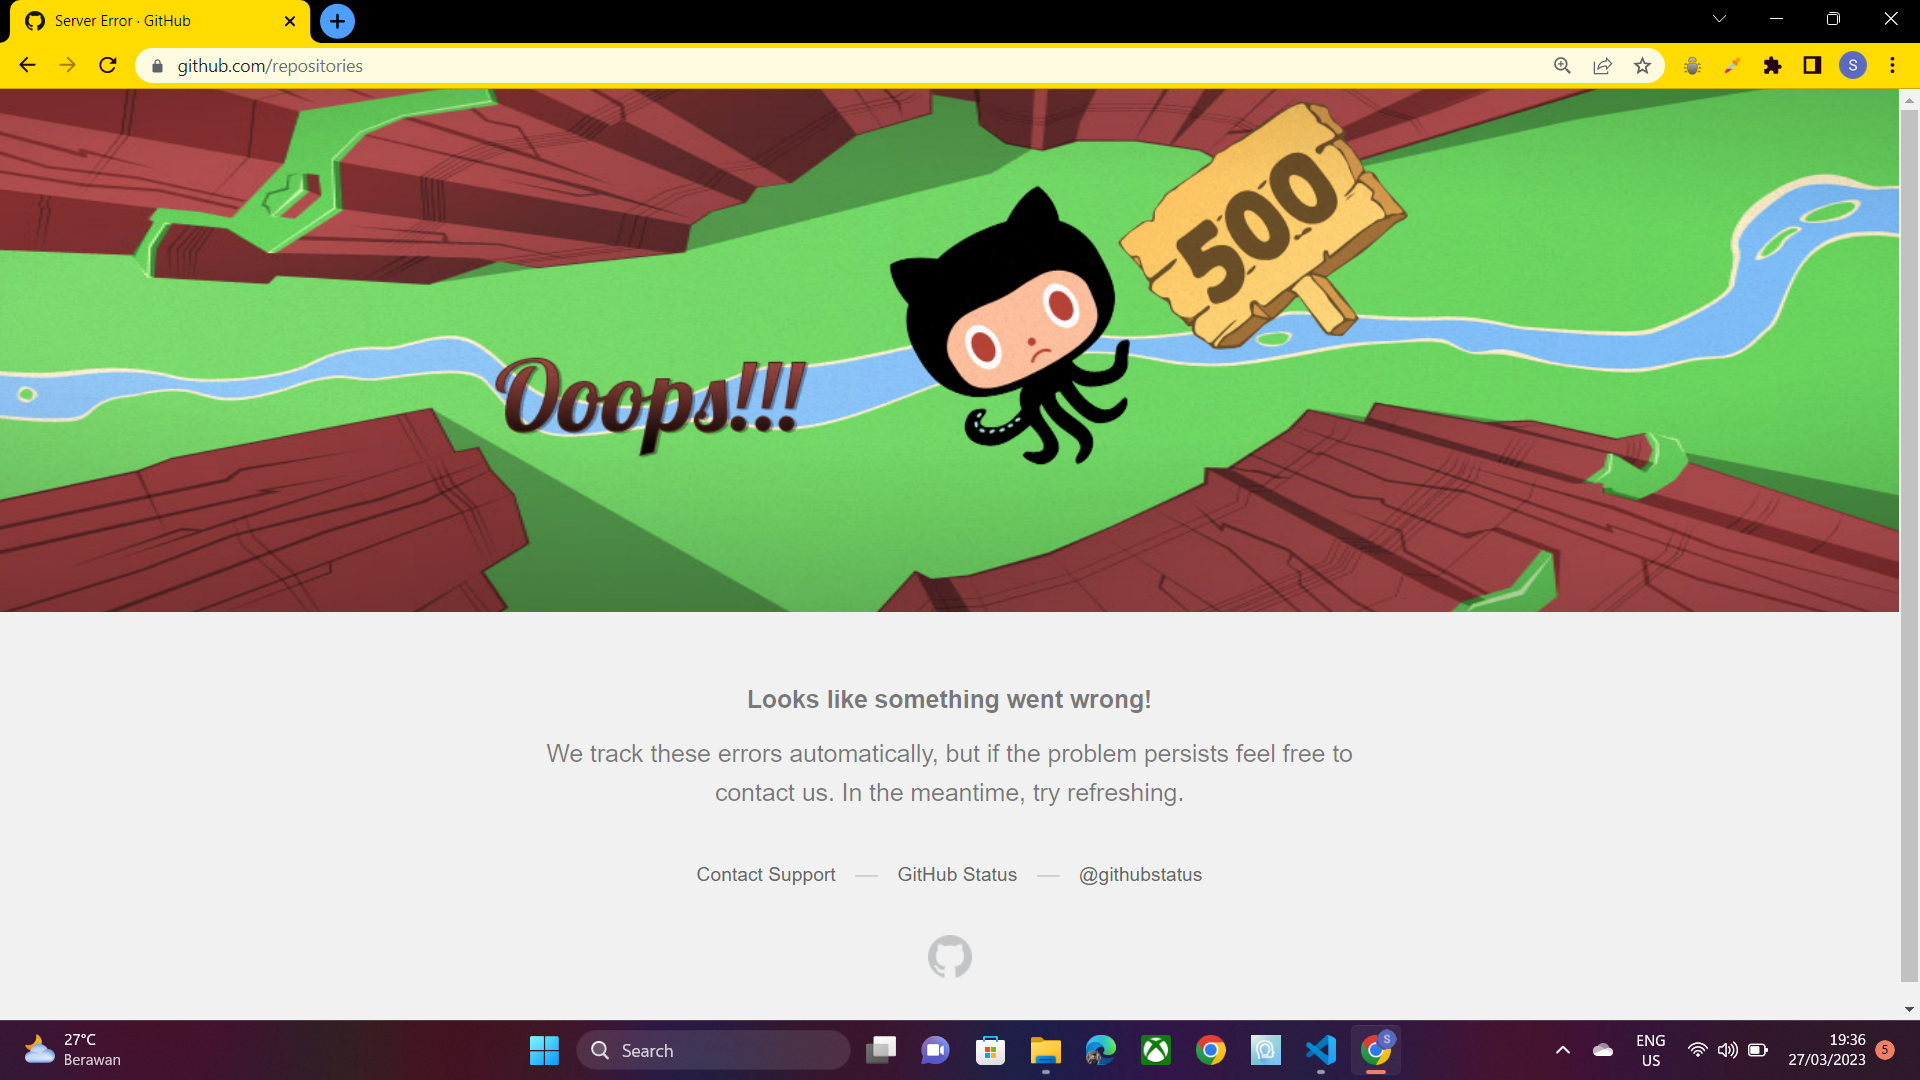 Server Error · GitHub
github.com/repositories
S
500
Ooops!!!
Looks like something went wrong!
We track these errors automatically, but if the problem persists feel free to
contact us. In the meantime, try refreshing.
Contact Support — GitHub Status — @githubstatus
27°C
Berawan
Search
S
ENG
US
19:36
27/03/2023
5